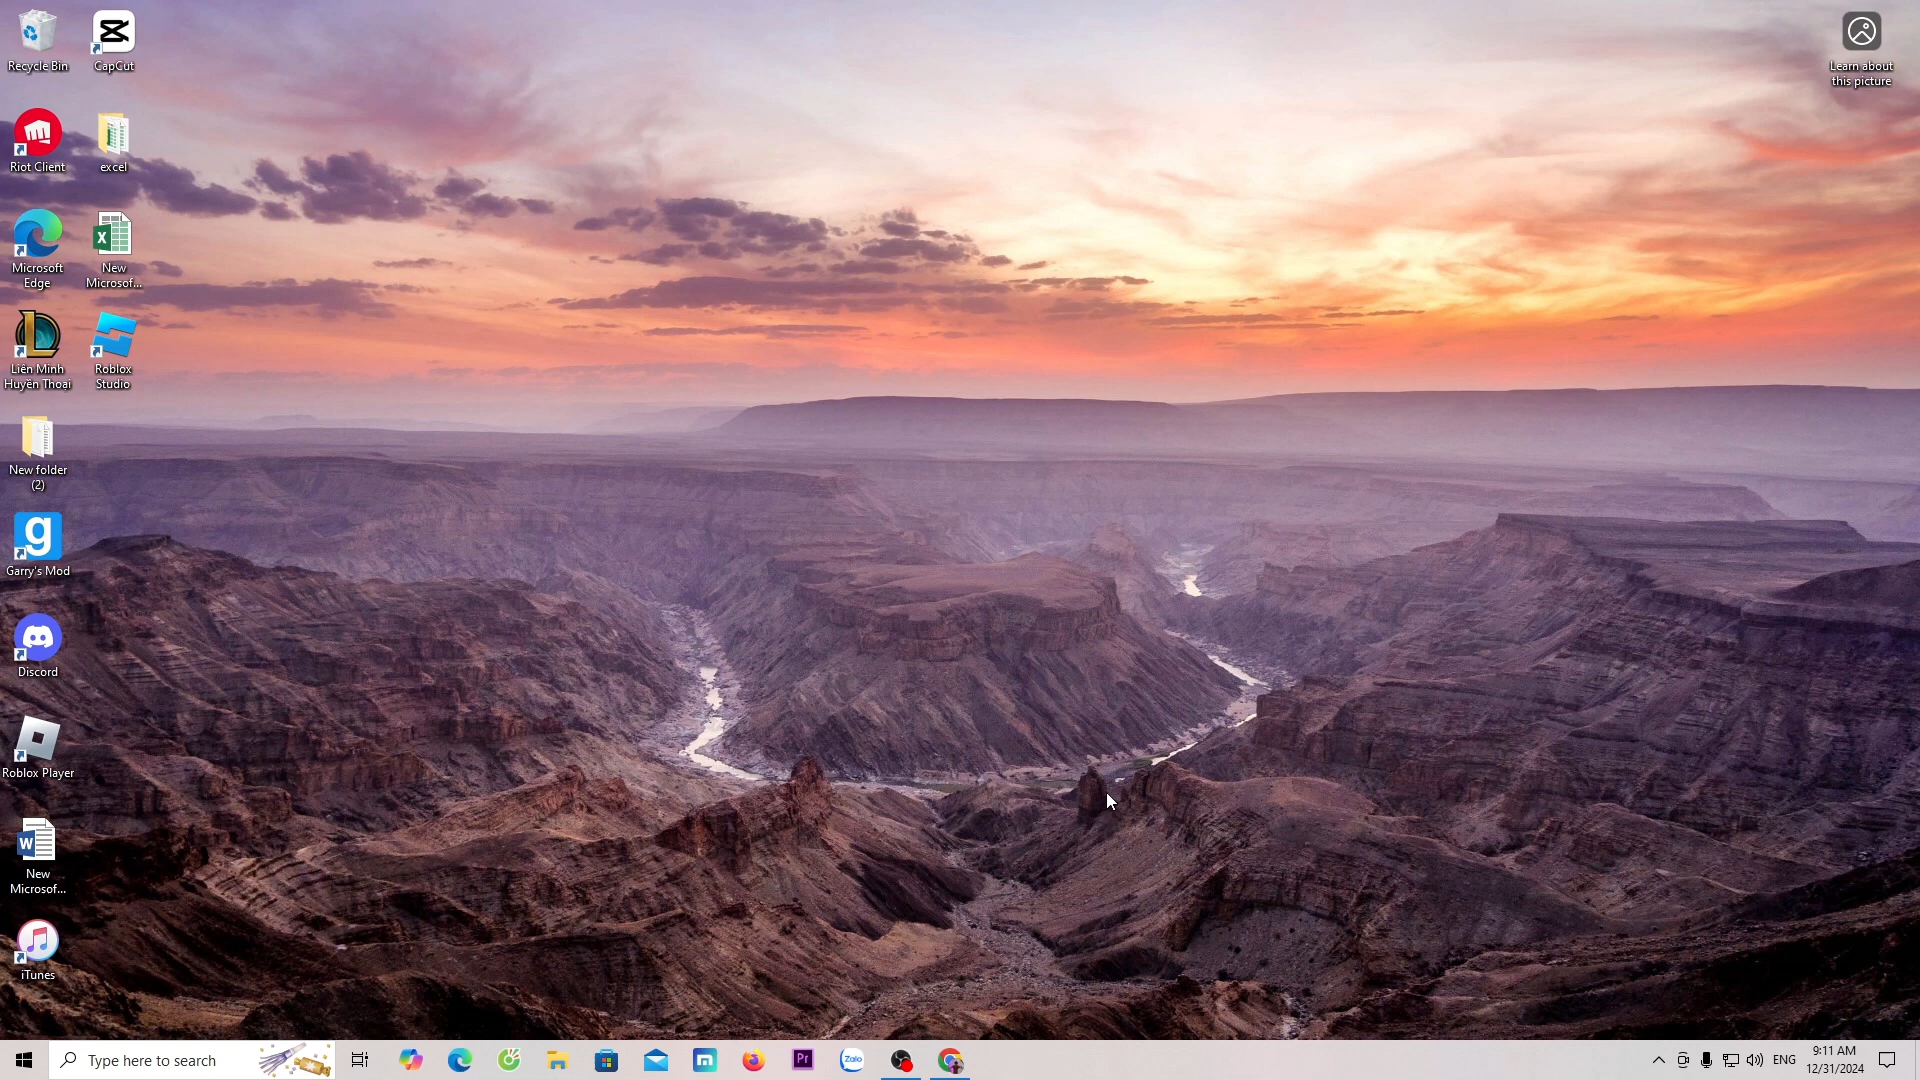 Recycle Bin
CapCut
Learn about
this picture
Riot Client
excel
Microsoft
Edge
New
Microsof...
Liên Minh
Huyền Thoại
Roblox
Studio
New folder
(2)
g
Garry's Mod
Discord
Roblox Player
W
New
Microsof...
iTunes
Type here to search
Pr
Zalo
ENG
9:11 AM
12/31/2024